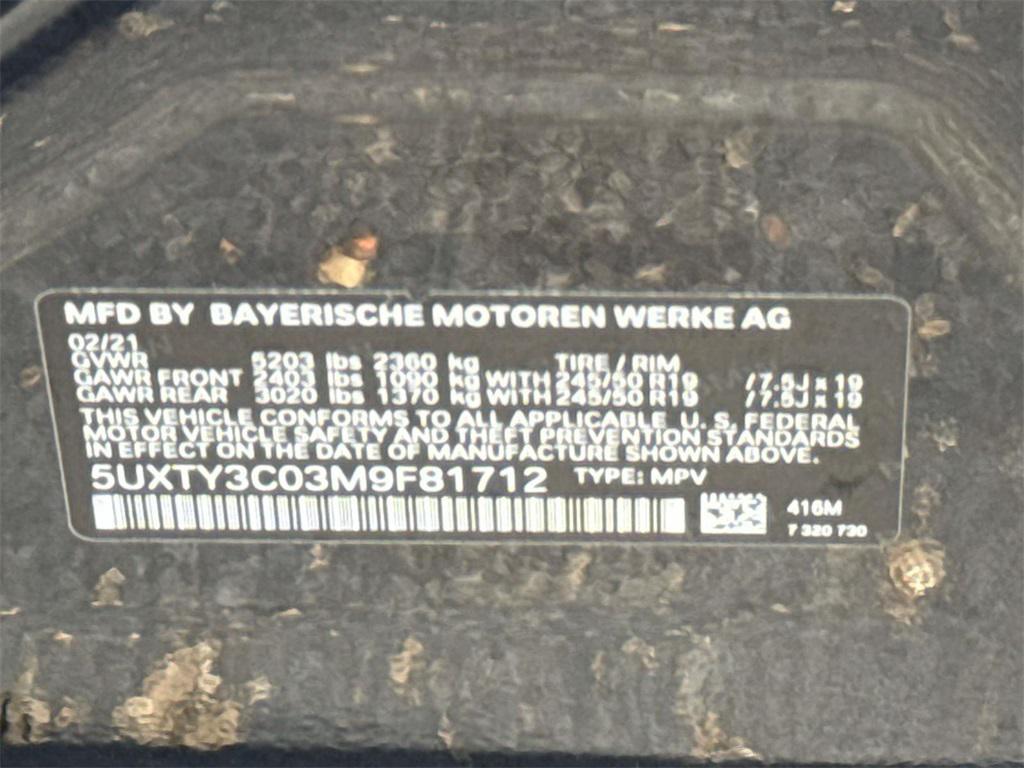 MFD BY BAYERISCHE MOTOREN WERKE AG
02/21
GVWR 5203 lbs 2360 kg TIRE / RIM
GAWR FRONT 2403 lbs 1090 kg WITH 245/50 R19 /7.5J x 19
GAWR REAR 3020 lbs 1370 kg WITH 245/50 R19 /7.5J x 19
THIS VEHICLE CONFORMS TO ALL APPLICABLE U. S. FEDERAL
MOTOR VEHICLE SAFETY AND THEFT PREVENTION STANDARDS
IN EFFECT ON THE DATE OF MANUFACTURE SHOWN ABOVE.
5UXTY3C03M9F81712 TYPE: MPV
416M
7 320 730